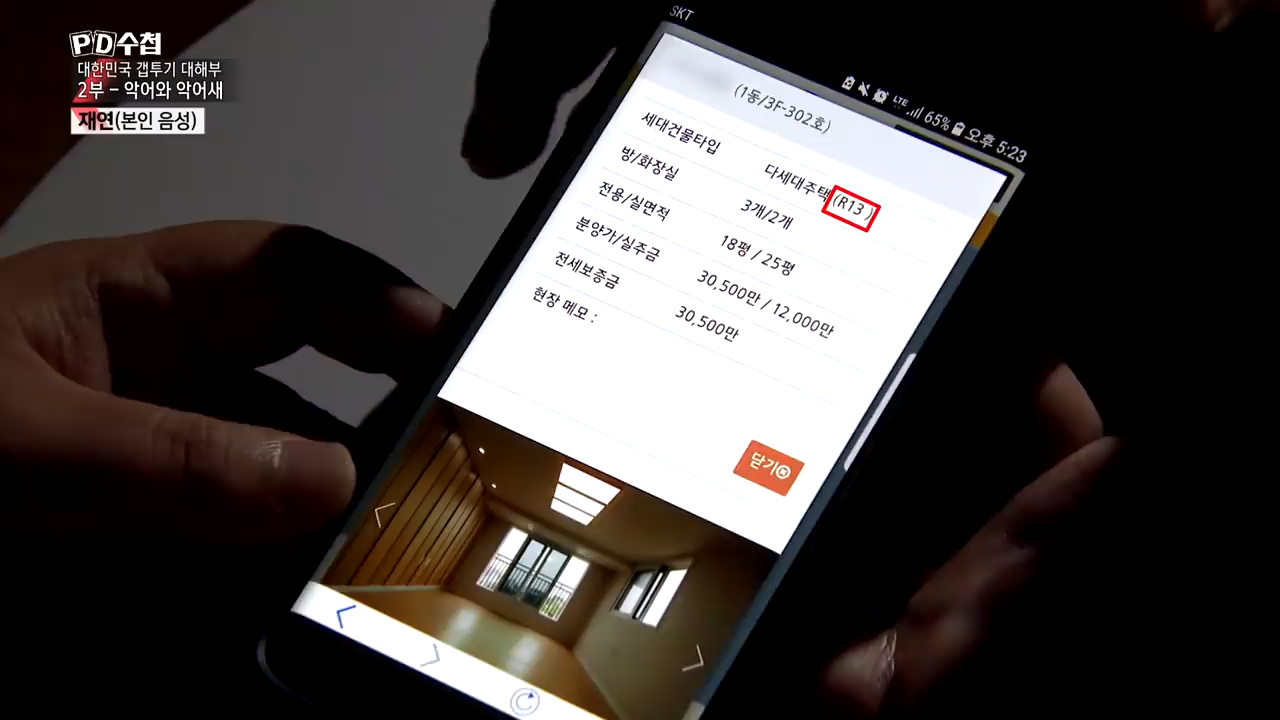 PD수첩
대한민국 갭투기 대해부
2부 - 악어와 악어새
재연(본인 음성)
SKT
LTE 65% 오후 5:23
(1동/3F-302호)
세대건물타입 다세대주택(R13 )
방/화장실 3개/2개
전용/실면적 18평 / 25평
분양가/실주금 30,500만 / 12,000만
전세보증금 30,500만
현장 메모 :
닫기